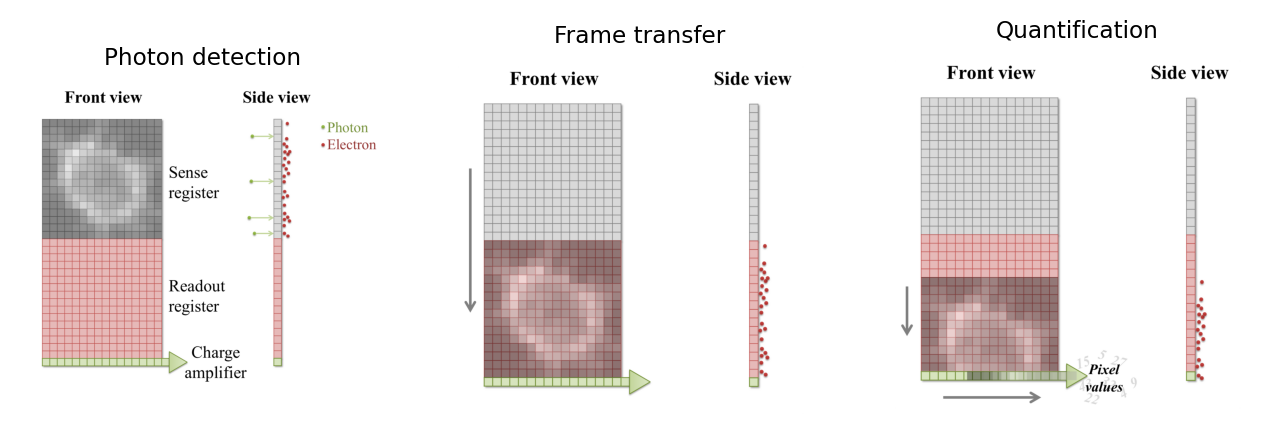 Photon detection
Front view
Side view
Photon
Electron
Sense
register
Readout
register
Charge
amplifier
Frame transfer
Front view
Side view
Quantification
Front view
Side view
15
5
27
Pixel
values
9
4
22